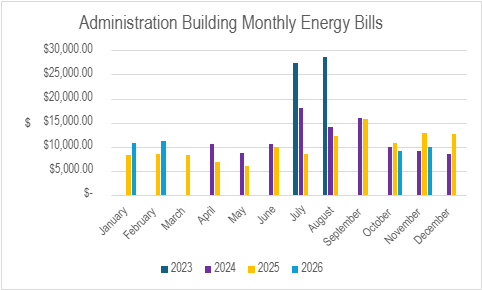 Administration Building Monthly Energy Bills
$30,000.00
$25,000.00
$20,000.00
$15,000.00
$10,000.00
$5,000.00
$-
$
January
February
March
April
May
June
July
August
September
October
November
December
2023
2024
2025
2026